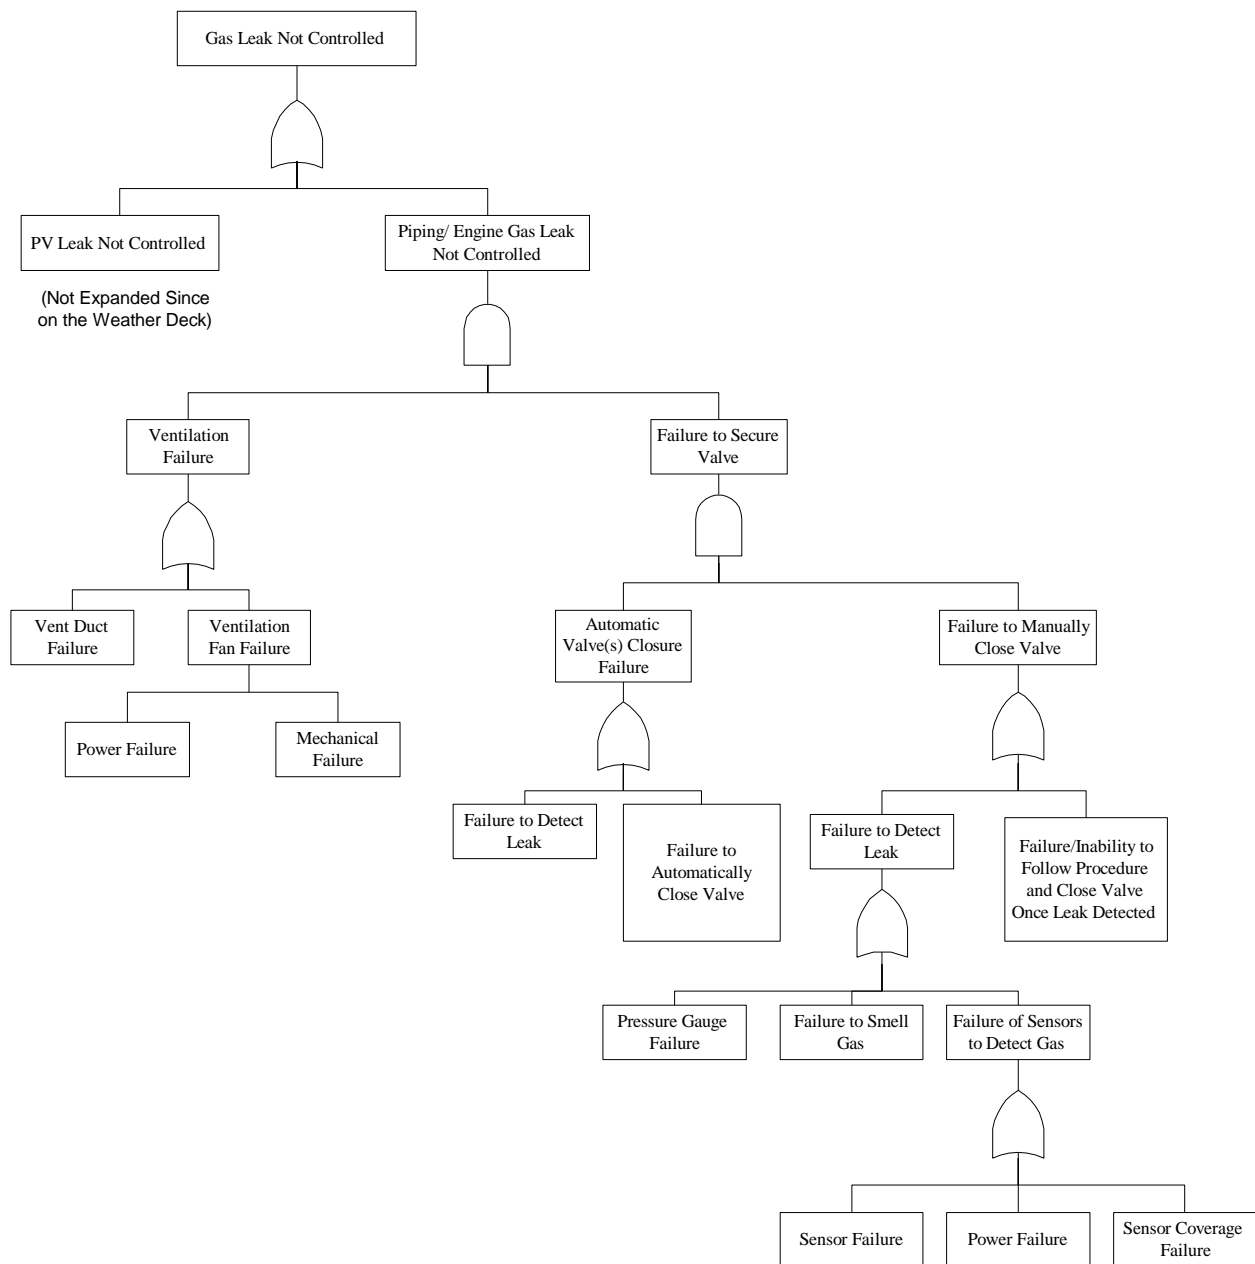 Gas Leak Not Controlled
PV Leak Not Controlled
(Not Expanded Since
on the Weather Deck)
Piping/ Engine Gas Leak
Not Controlled
Ventilation
Failure
Failure to Secure
Valve
Vent Duct
Failure
Ventilation
Fan Failure
Automatic
Valve(s) Closure
Failure
Failure to Manually
Close Valve
Power Failure
Mechanical
Failure
Failure to Detect
Leak
Failure to
Automatically
Close Valve
Failure to Detect
Leak
Failure/Inability to
Follow Procedure
and Close Valve
Once Leak Detected
Pressure Gauge
Failure
Failure to Smell
Gas
Failure of Sensors
to Detect Gas
Sensor Failure
Power Failure
Sensor Coverage
Failure